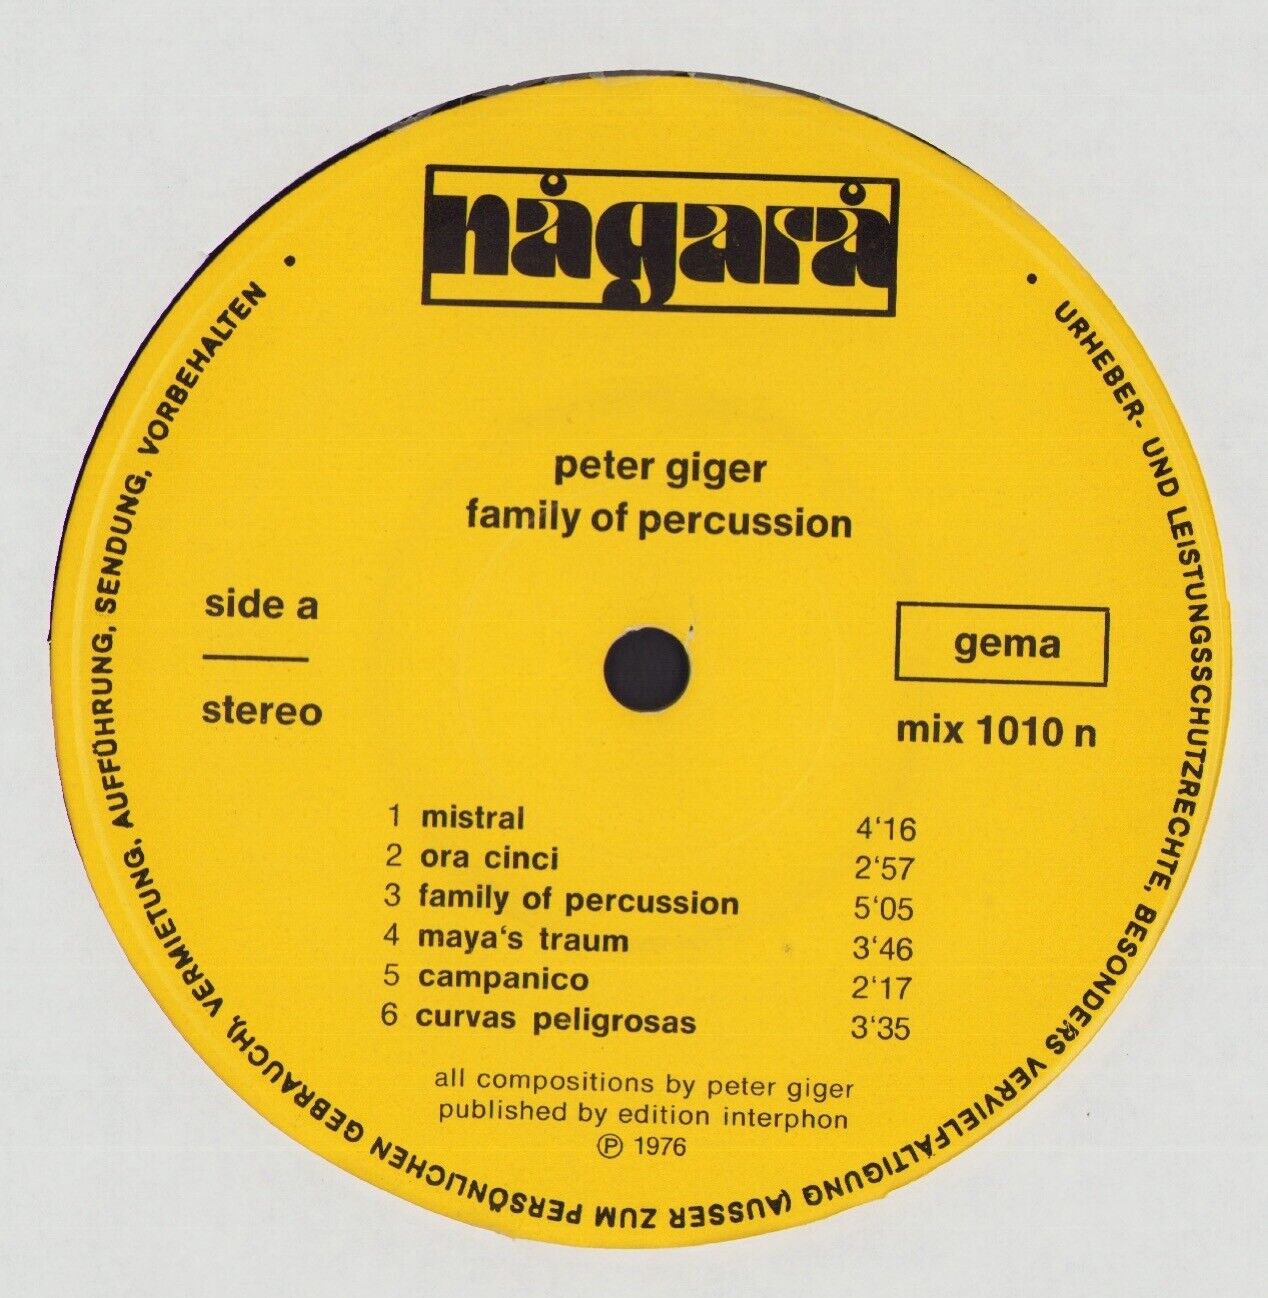 någarå
peter giger
family of percussion
side a
stereo
gema
mix 1010 n
1 mistral 4'16
2 ora cinci 2'57
3 family of percussion 5'05
4 maya's traum 3'46
5 campanico 2'17
6 curvas peligrosas 3'35
all compositions by peter giger
published by edition interphon
℗ 1976
• URHEBER- UND LEISTUNGSSCHUTZRECHTE, BESONDERS VERVIELFÄLTIGUNG (AUSSER ZUM PERSÖNLICHEN GEBRAUCH), VERMIETUNG, AUFFÜHRUNG, SENDUNG, VORBEHALTEN •